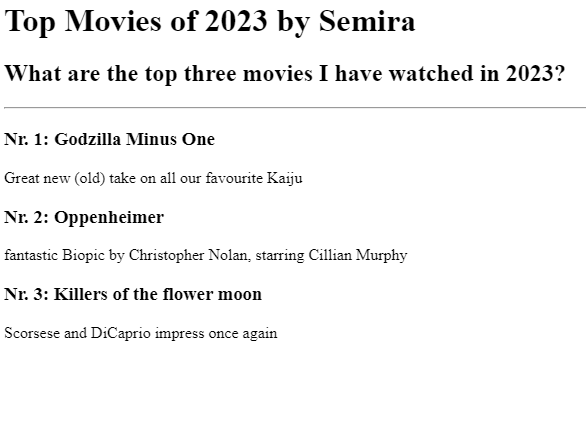 Top Movies of 2023 by Semira
What are the top three movies I have watched in 2023?
Nr. 1: Godzilla Minus One
Great new (old) take on all our favourite Kaiju
Nr. 2: Oppenheimer
fantastic Biopic by Christopher Nolan, starring Cillian Murphy
Nr. 3: Killers of the flower moon
Scorsese and DiCaprio impress once again